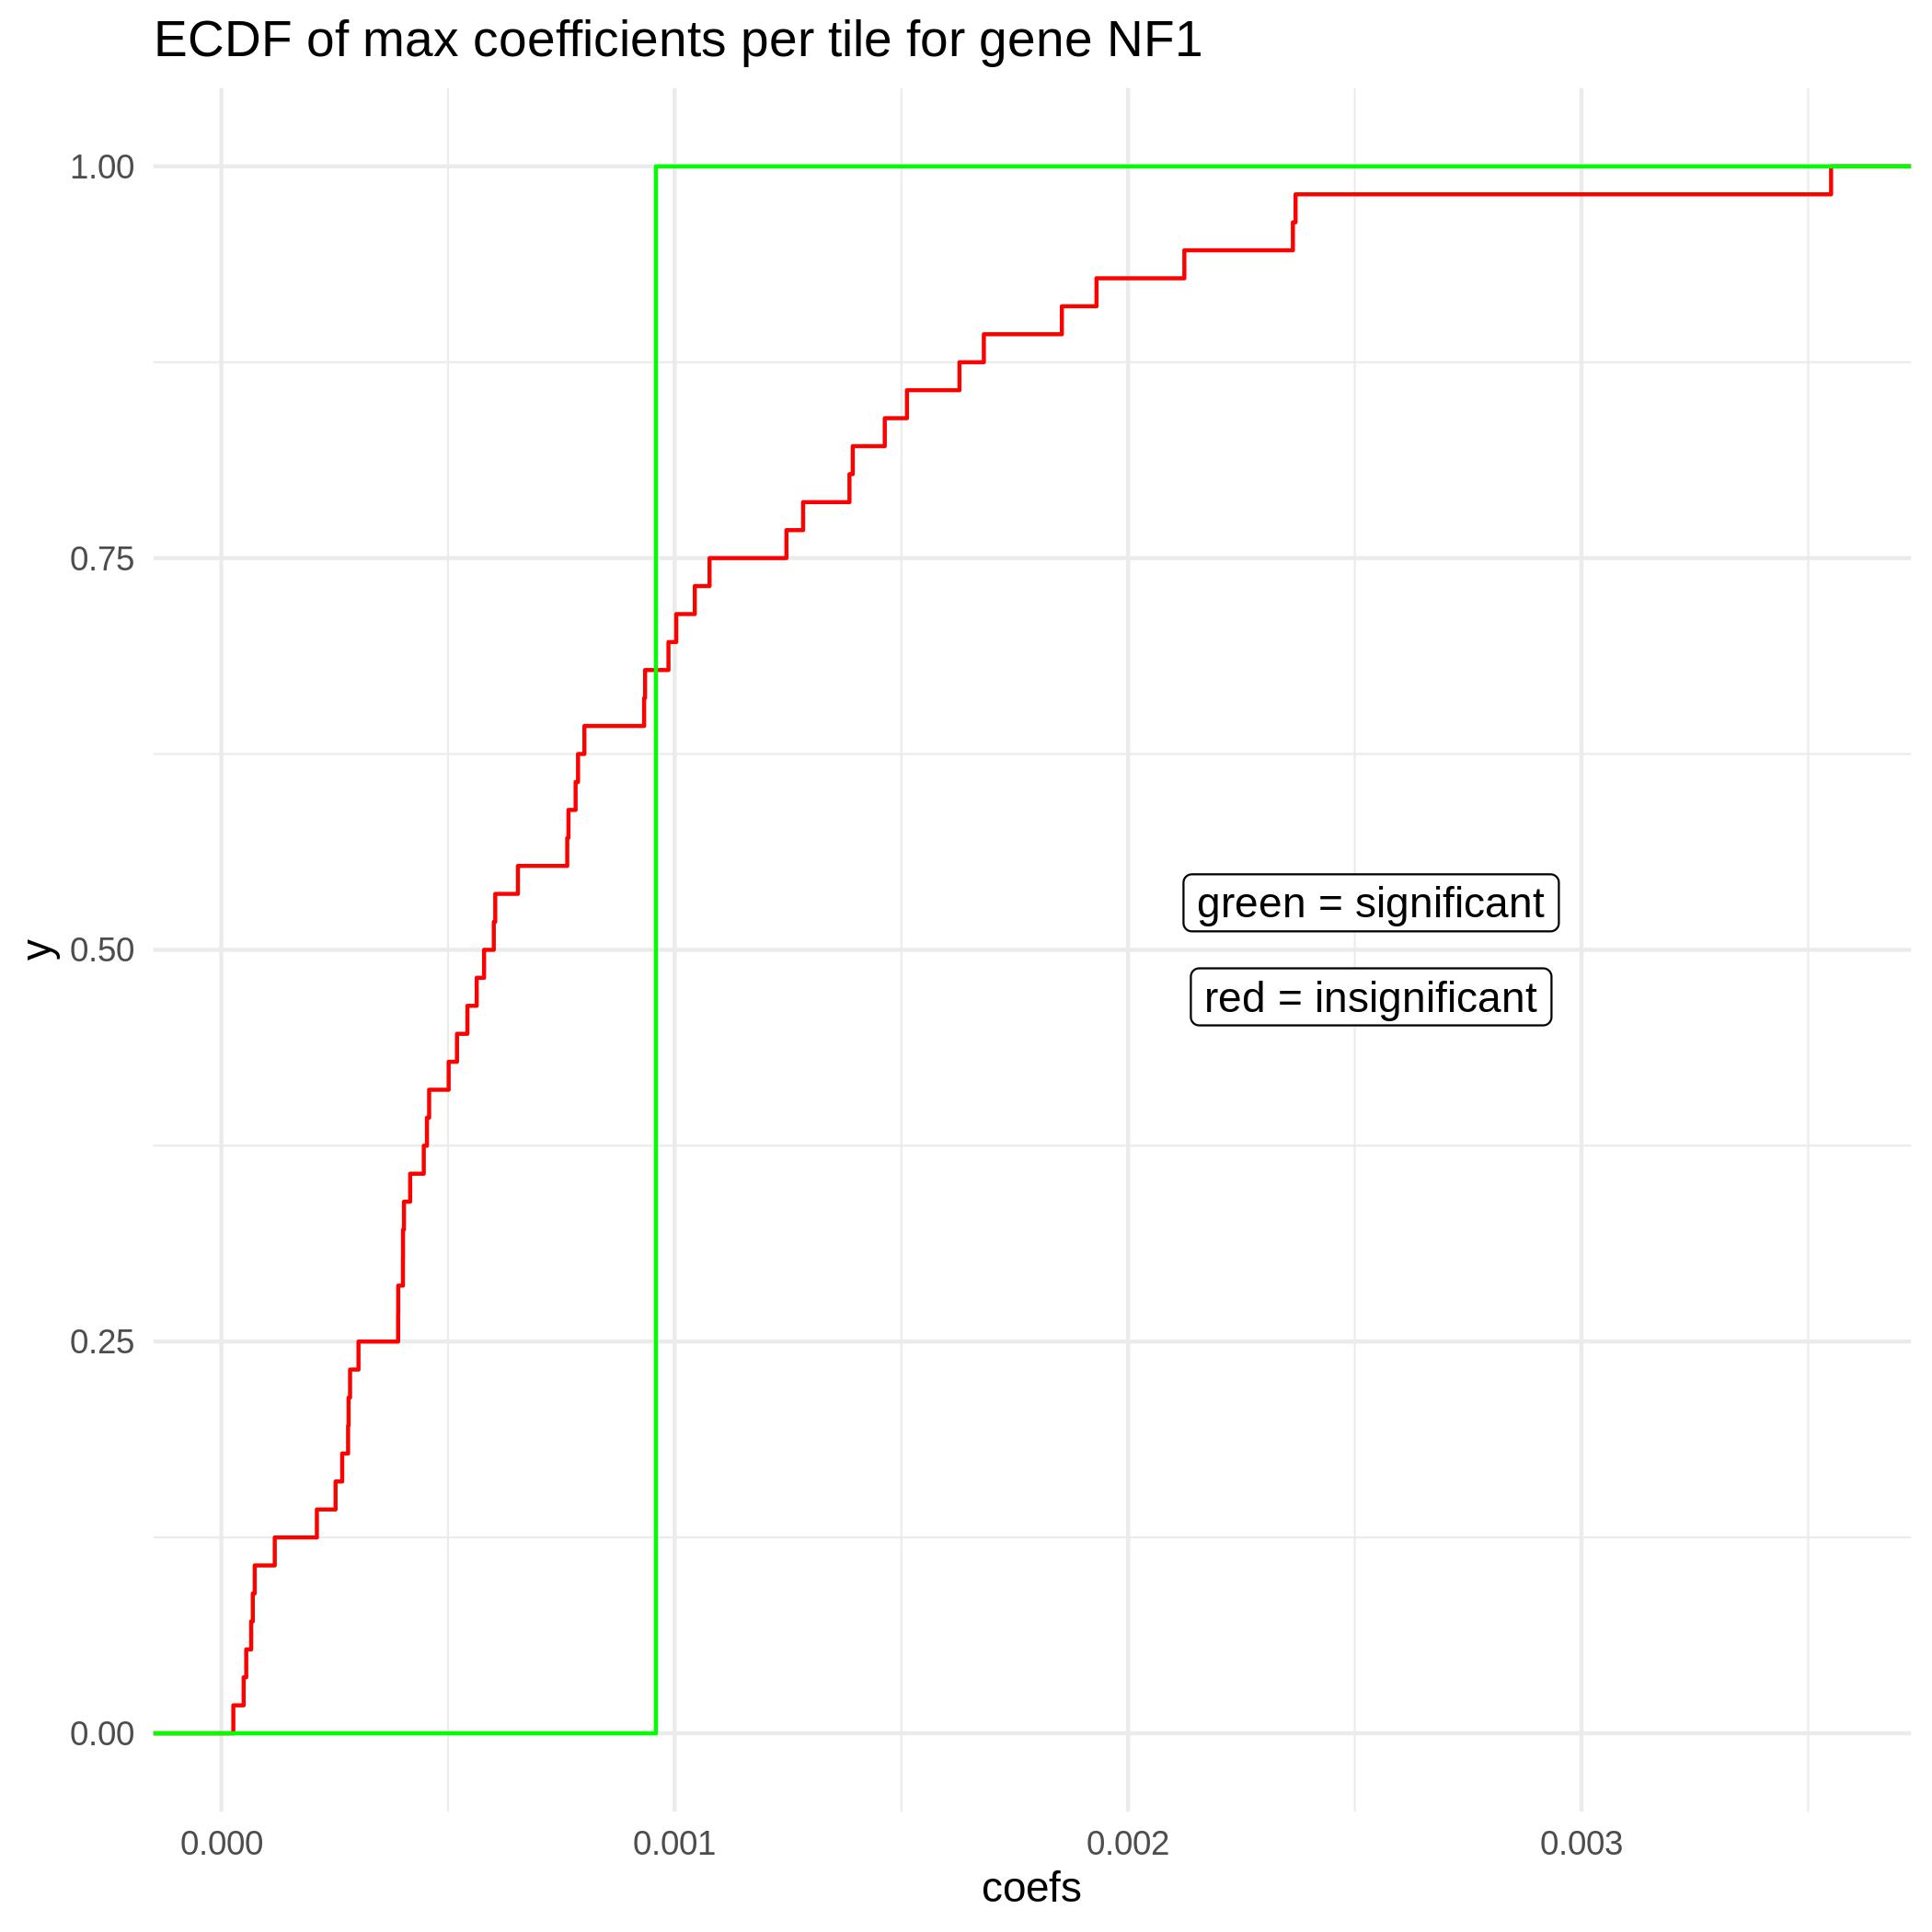 ECDF of max coefficients per tile for gene NF1
1.00
0.75
0.50
0.25
0.00
y
green = significant
red = insignificant
0.000 0.001 0.002 0.003
coefs